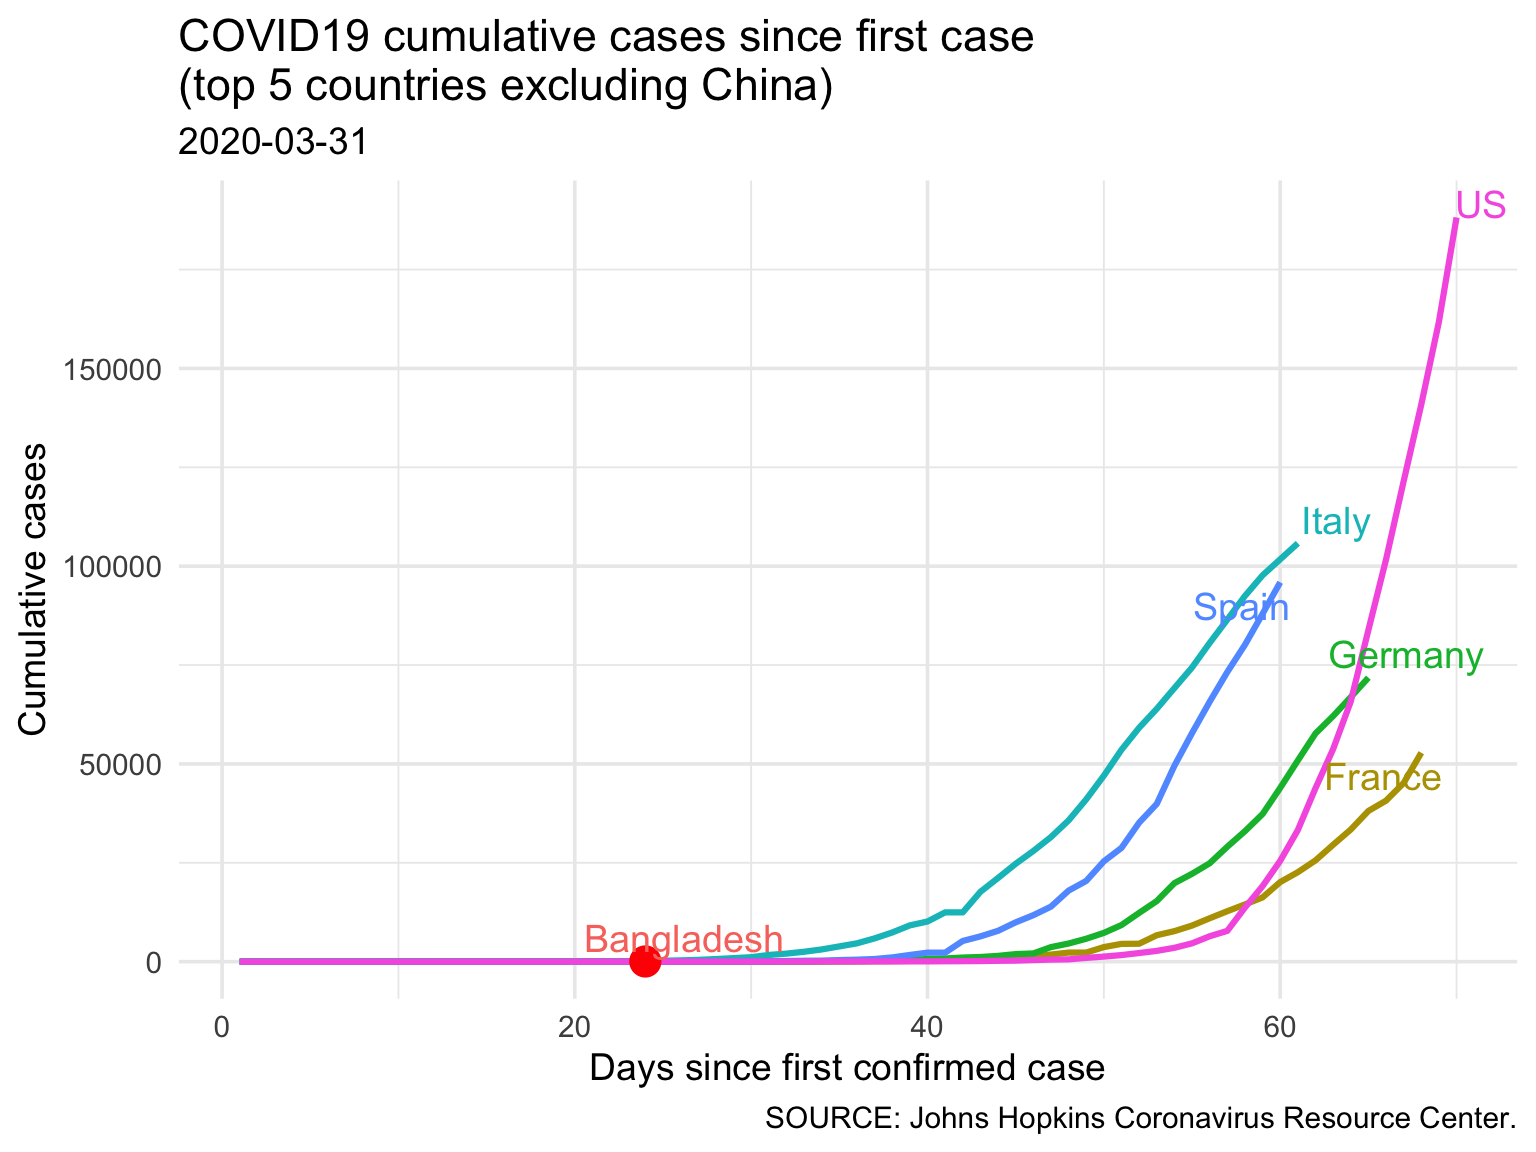 COVID19 cumulative cases since first case
(top 5 countries excluding China)
2020-03-31
US
150000
Italy
100000
Spain
Germany
50000
France
Bangladesh
0
Cumulative cases
0 20 40 60
Days since first confirmed case
SOURCE: Johns Hopkins Coronavirus Resource Center.